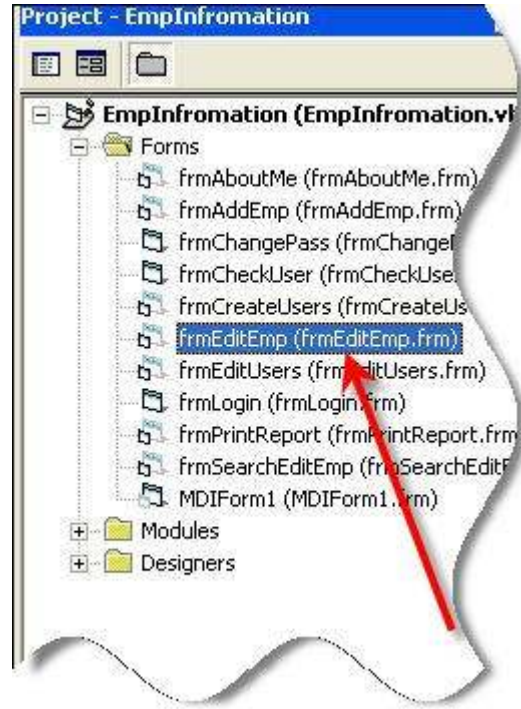 Project - EmpInfromation
EmpInfromation (EmpInfromation.v
Forms
frmAboutMe (frmAboutMe.frm)
frmAddEmp (frmAddEmp.frm)
frmChangePass (frmChange
frmCheckUser (frmCheckUse
frmCreateUsers (frmCreateUs
frmEditEmp (frmEditEmp.frm)
frmEditUsers (frmEditUsers.frm)
frmLogin (frmLogin.frm)
frmPrintReport (frmPrintReport.frm
frmSearchEditEmp (frmSearchEdit
MDIForm1 (MDIForm1.frm)
Modules
Designers